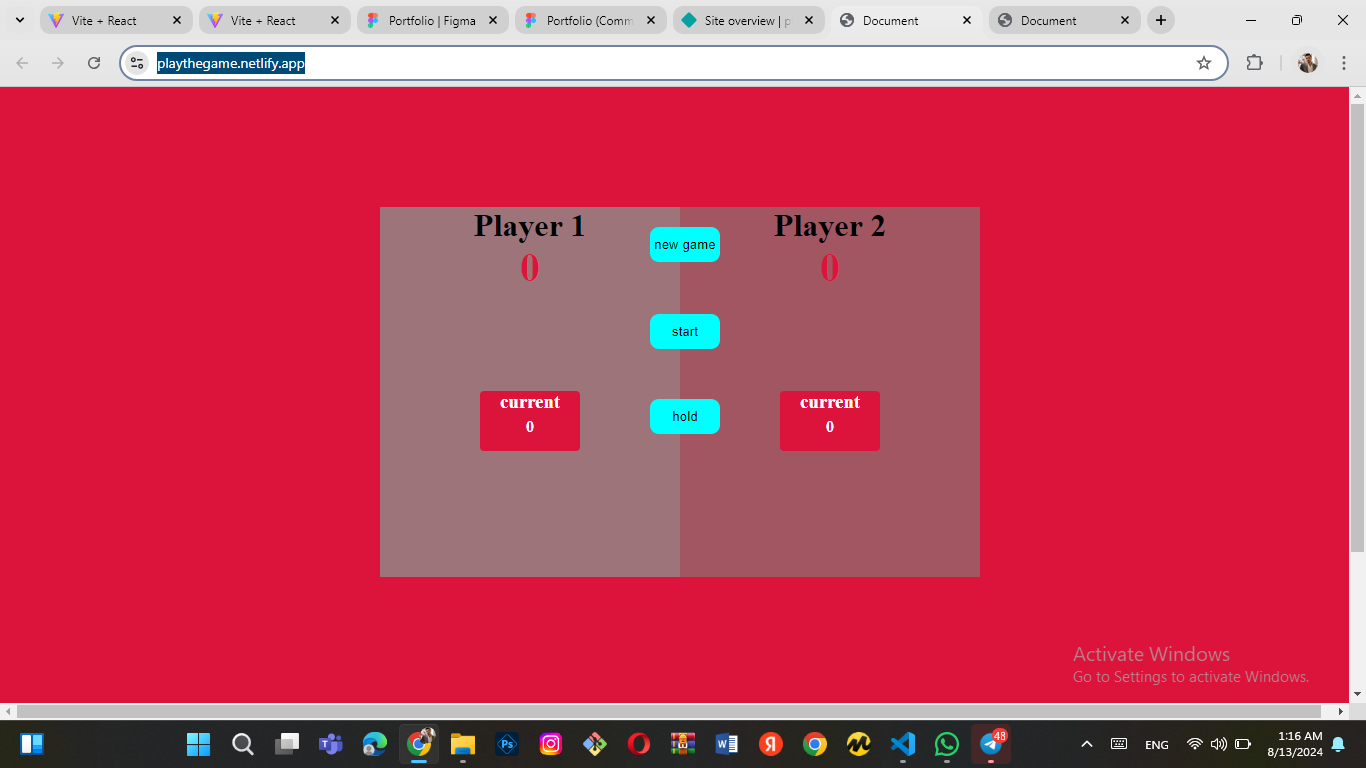 Vite + React
Vite + React
Portfolio | Figma
Portfolio (Comm
Site overview | p
Document
Document
playthegame.netlify.app
Player 1
0
new game
Player 2
0
start
current
0
hold
current
0
Activate Windows
Go to Settings to activate Windows.
Ps
W
Я
48
ENG
1:16 AM
8/13/2024